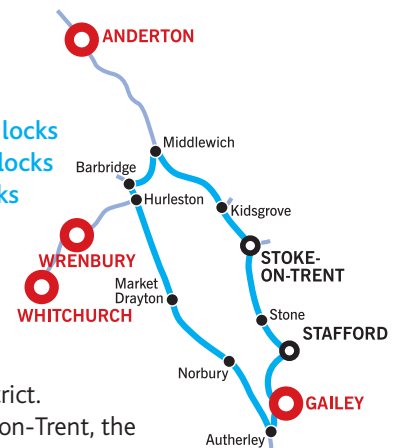 ANDERTON
locks
Middlewich
locks
Barbridge
ks
Hurleston
Kidsgrove
WRENBURY
STOKE-
ON-TRENT
WHITCHURCH
Market
Drayton
Stone
STAFFORD
Norbury
rict.
GAILEY
on-Trent, the
Autherley